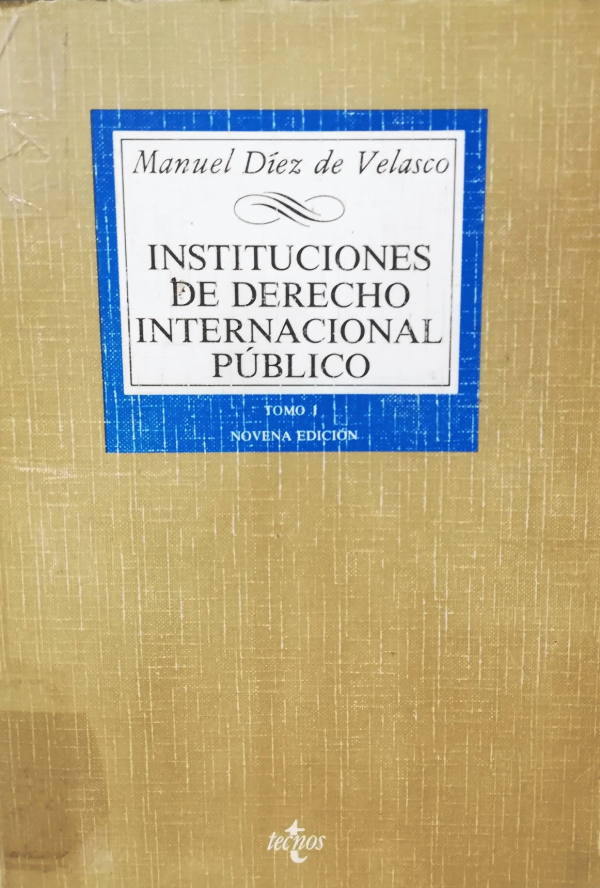 Manuel Díez de Velasco
INSTITUCIONES
DE DERECHO
INTERNACIONAL
PÚBLICO
TOMO I
NOVENA EDICIÓN
tecnos